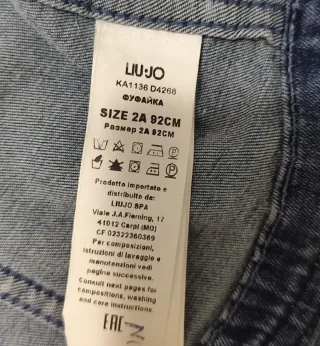 LIU·JO
KA1136 D4268
ФУФАЙКА
SIZE 2A 92CM
Размер 2A 92CM
Prodotto importato e
distribuito da:
LIUJO SPA
Viale J.A.Fleming, 17
41012 Carpi (MO)
CF 02322360369
Per composizioni,
istruzioni di lavaggio e
manutenzioni vedi
pagine successive.
Consult next pages for
compositions, washing
and care instructions.
EAC